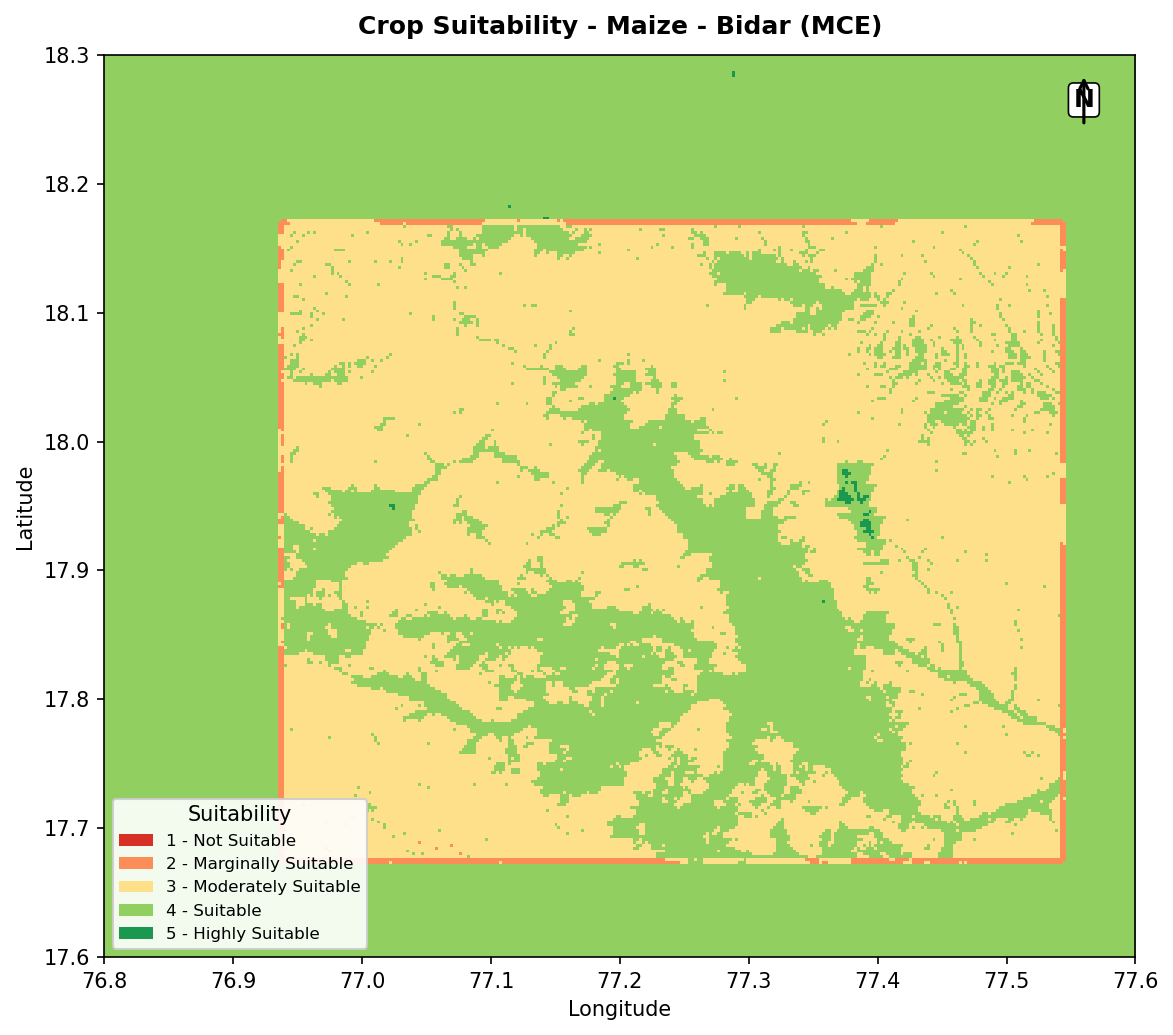 Crop Suitability - Maize - Bidar (MCE)
18.3
18.2
18.1
18.0
17.9
17.8
17.7
17.6
Latitude
N
Suitability
1 - Not Suitable
2 - Marginally Suitable
3 - Moderately Suitable
4 - Suitable
5 - Highly Suitable
76.8 76.9 77.0 77.1 77.2 77.3 77.4 77.5 77.6
Longitude